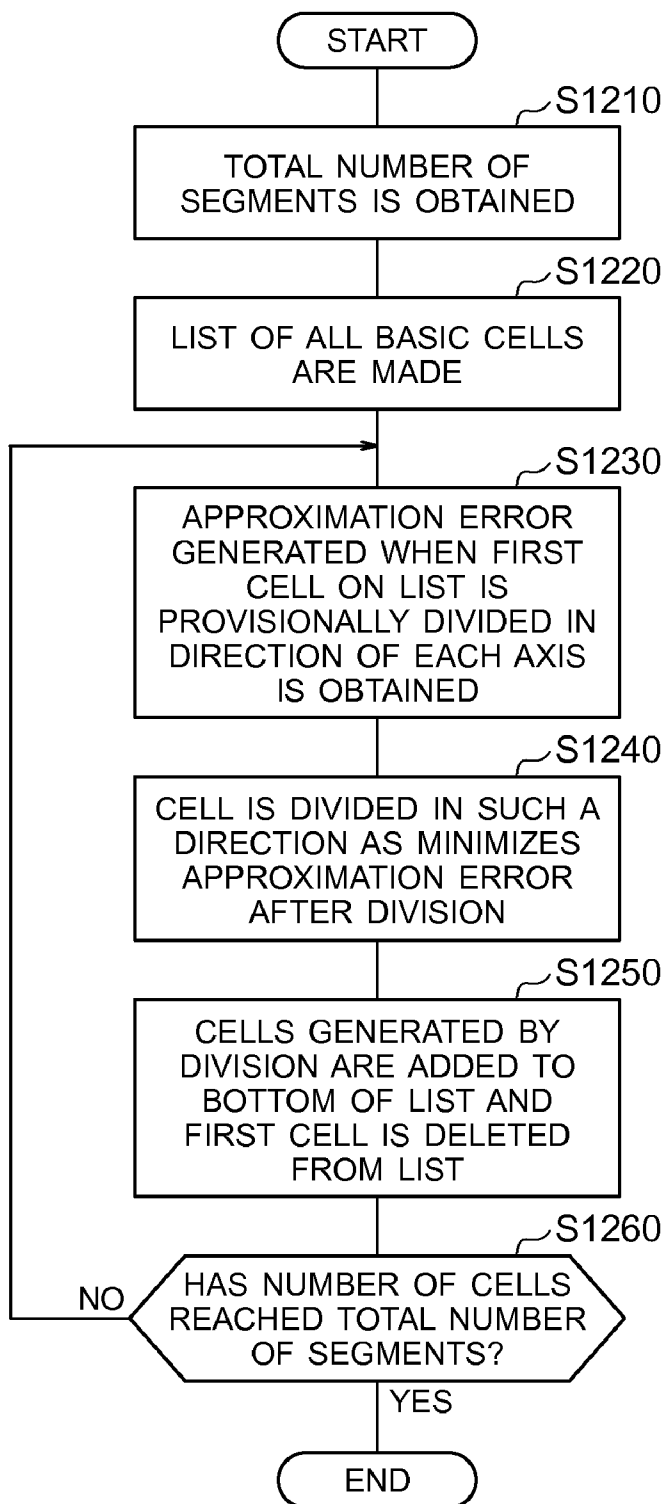 START
S1210
TOTAL NUMBER OF
SEGMENTS IS OBTAINED
S1220
LIST OF ALL BASIC CELLS
ARE MADE
S1230
APPROXIMATION ERROR
GENERATED WHEN FIRST
CELL ON LIST IS
PROVISIONALLY DIVIDED IN
DIRECTION OF EACH AXIS
IS OBTAINED
S1240
CELL IS DIVIDED IN SUCH A
DIRECTION AS MINIMIZES
APPROXIMATION ERROR
AFTER DIVISION
S1250
CELLS GENERATED BY
DIVISION ARE ADDED TO
BOTTOM OF LIST AND
FIRST CELL IS DELETED
FROM LIST
S1260
NO
HAS NUMBER OF CELLS
REACHED TOTAL NUMBER
OF SEGMENTS?
YES
END